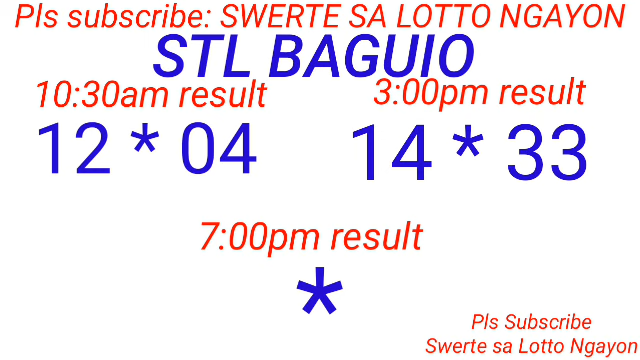 Pls subscribe: SWERTE SA LOTTO NGAYON
STL BAGUIO
10:30am result
3:00pm result
12 * 04
14 * 33
7:00pm result
*
Pls Subscribe
Swerte sa Lotto Ngayon